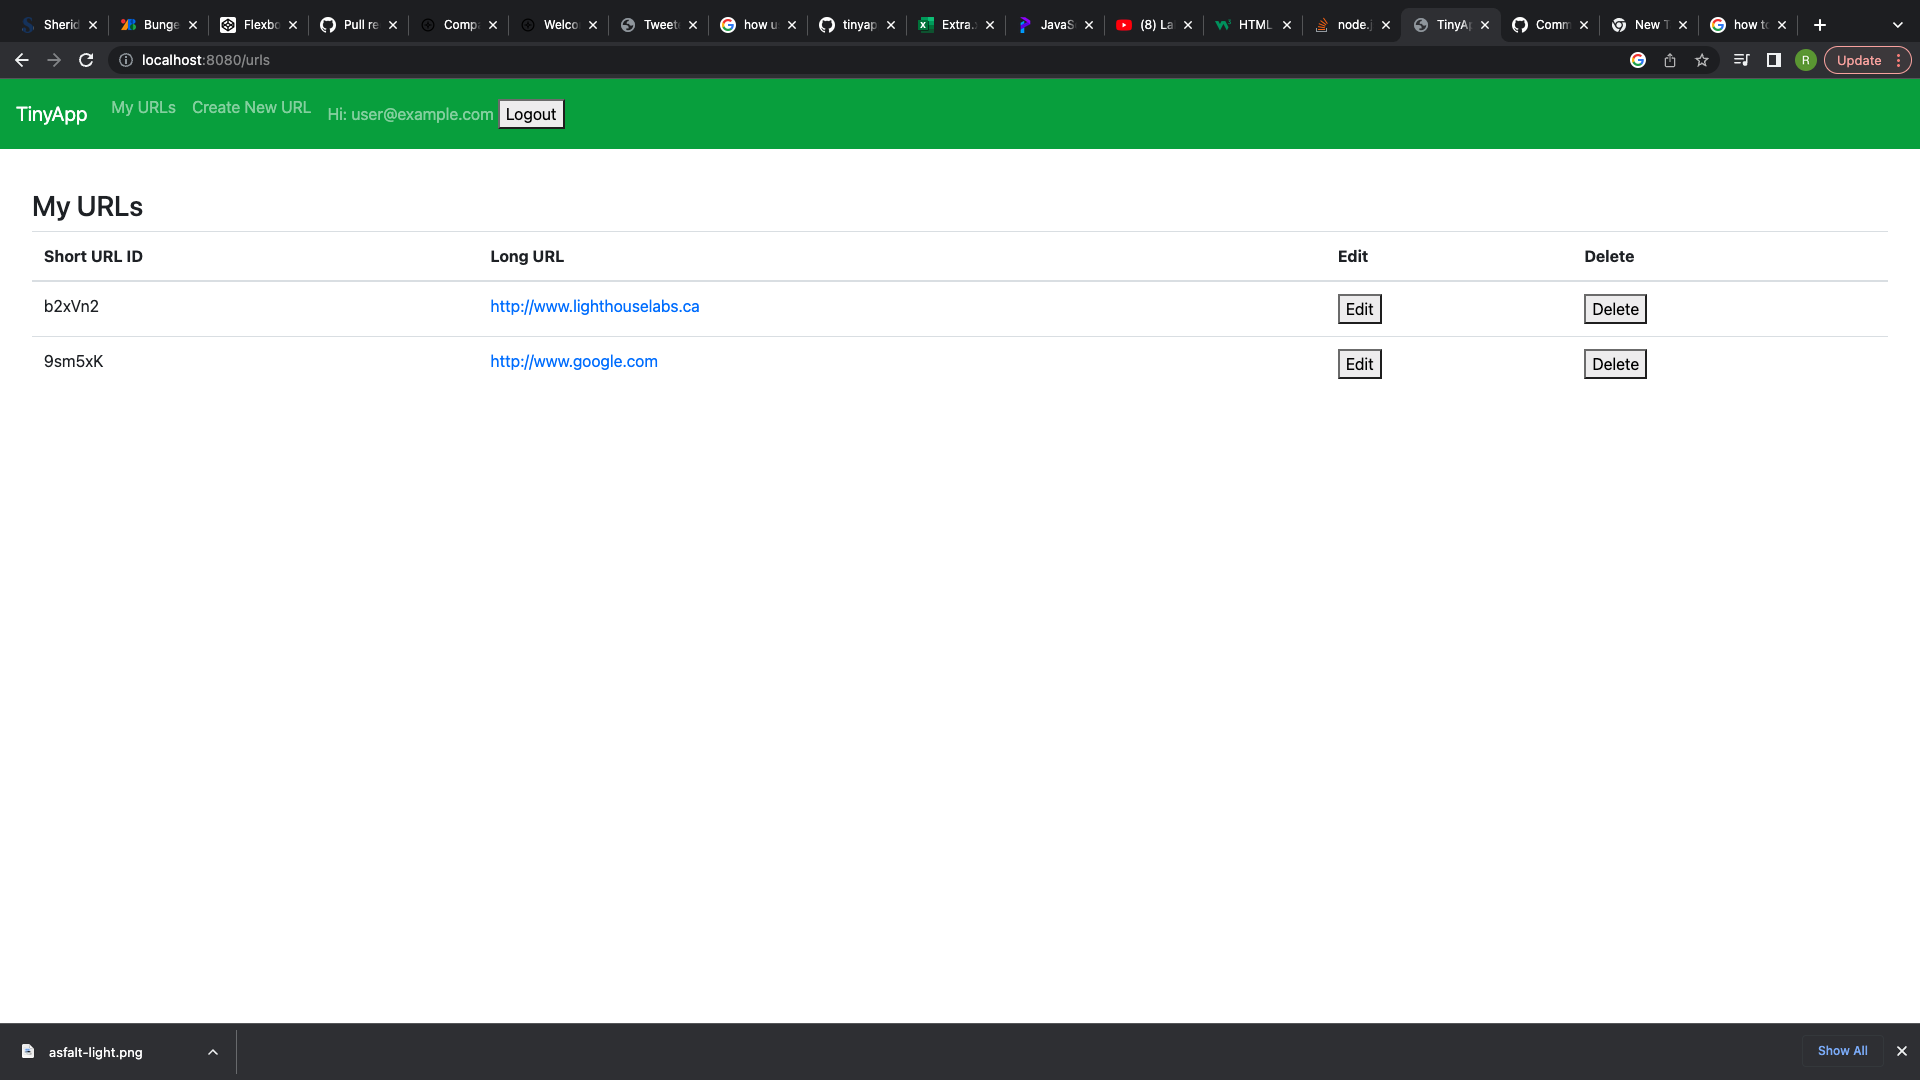 Sherid Bunge Flexbo Pull re Comp Welco Tweet how u tinyap Extra. JavaS (8) La HTML node.j TinyA Comm New T how to
localhost:8080/urls Update
R
TinyApp My URLs Create New URL Hi: user@example.com Logout
My URLs
Short URL ID Long URL Edit Delete
b2xVn2 http://www.lighthouselabs.ca Edit Delete
9sm5xK http://www.google.com Edit Delete
asfalt-light.png Show All